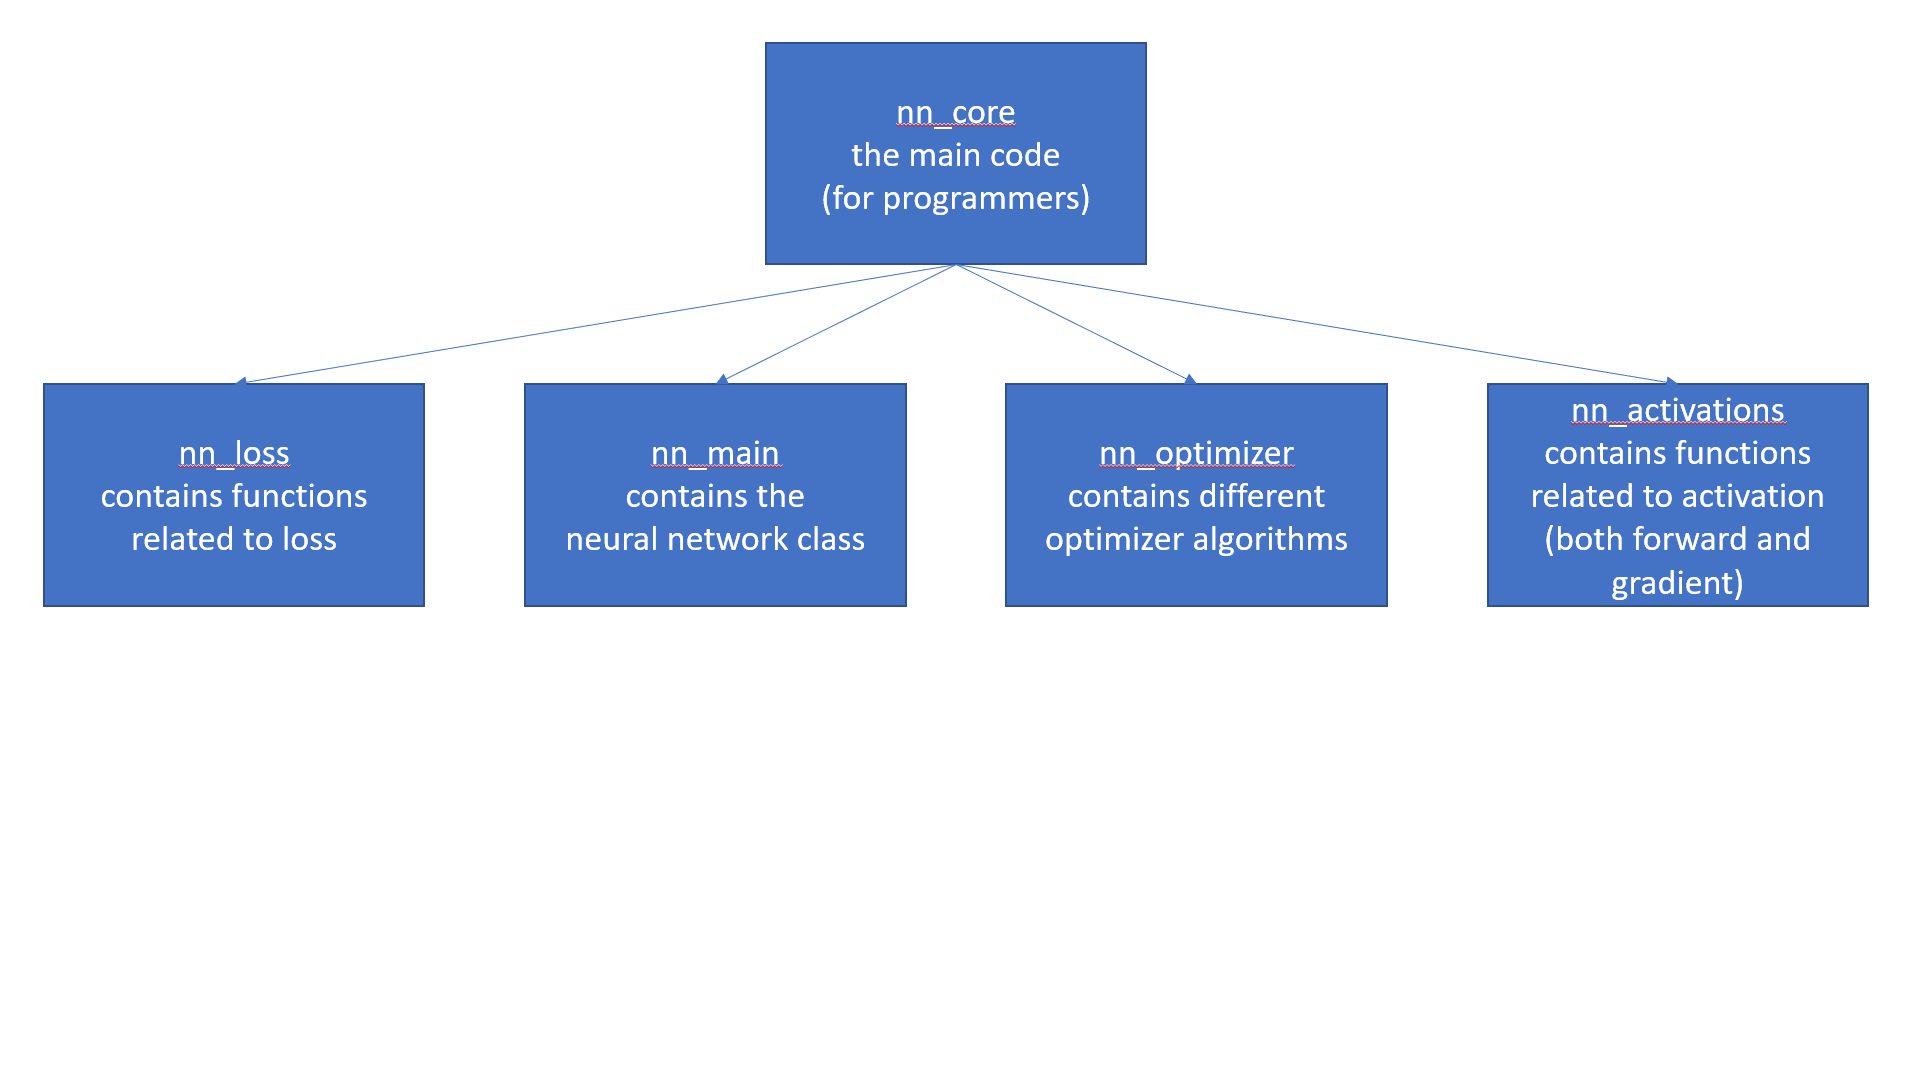 nn_core
the main code
(for programmers)
nn_loss
contains functions
related to loss
nn_main
contains the
neural network class
nn_optimizer
contains different
optimizer algorithms
nn_activations
contains functions
related to activation
(both forward and
gradient)